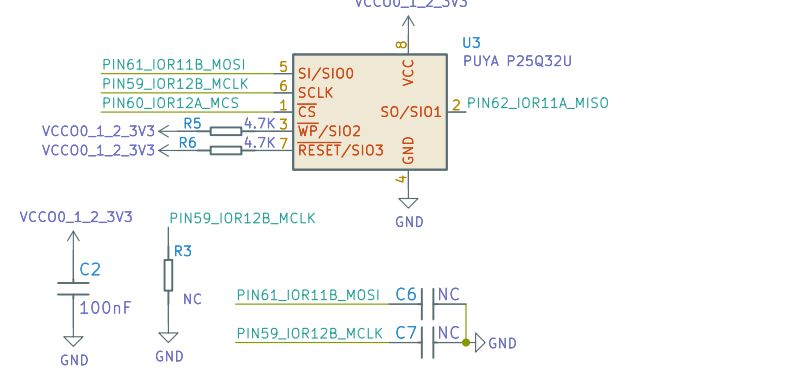 VCCO0_1_2_3V3
8
U3
PUYA P25Q32U
PIN61_IOR11B_MOSI 5 SI/SIO0
VCC
PIN59_IOR12B_MCLK 6 SCLK
PIN60_IOR12A_MCS 1 CS SO/SIO1 2 PIN62_IOR11A_MISO
VCCO0_1_2_3V3 R5 4.7K 3 WP/SIO2
VCCO0_1_2_3V3 R6 4.7K 7 RESET/SIO3
GND
4
GND
VCCO0_1_2_3V3
C2
100nF
GND
PIN59_IOR12B_MCLK
R3
NC
GND
PIN61_IOR11B_MOSI C6 NC
PIN59_IOR12B_MCLK C7 NC
GND